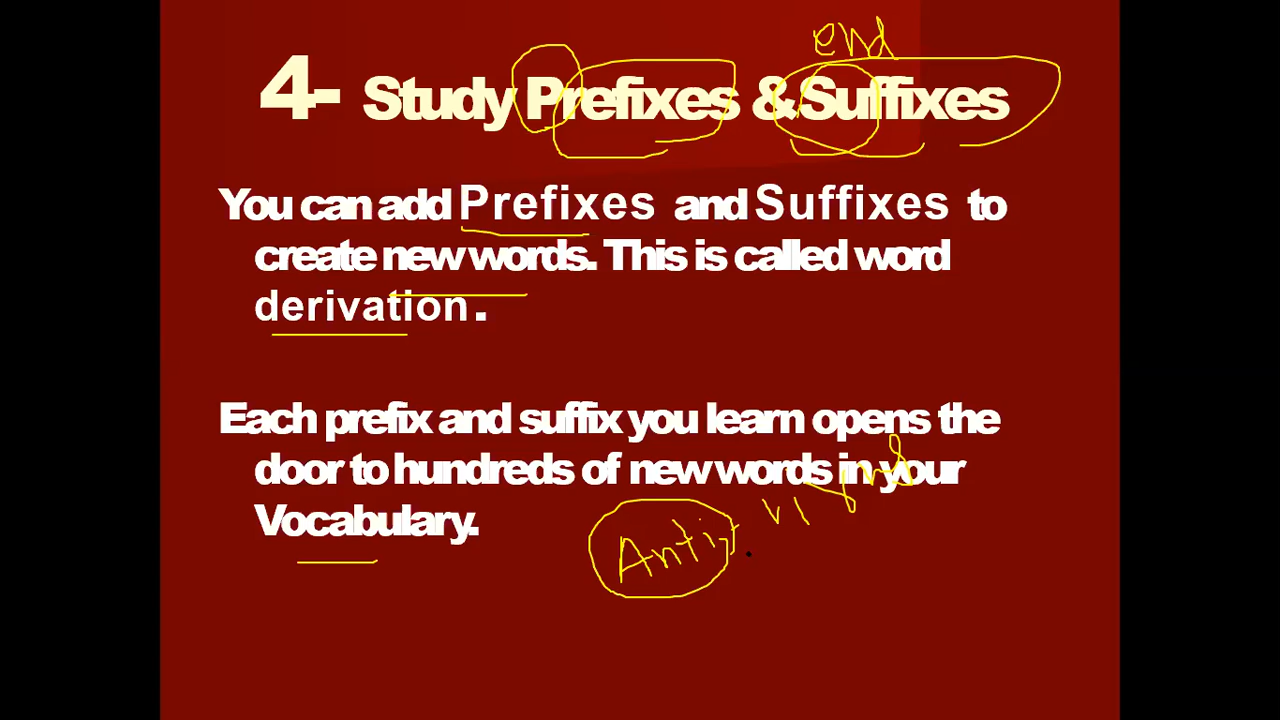 end
4- Study Prefixes & Suffixes
You can add Prefixes and Suffixes to
create new words. This is called word
derivation.
Each prefix and suffix you learn opens the
door to hundreds of new words in your
Vocabulary.
Anti-